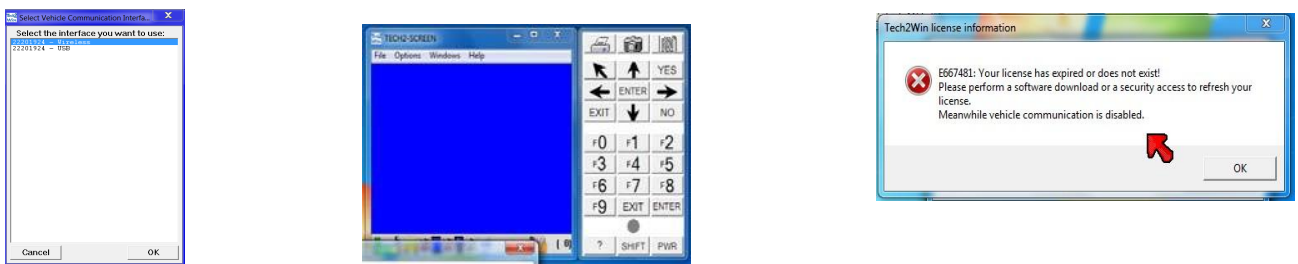 Select Vehicle Communication Interfa...
Select the interface you want to use:
22201924 - Wireless
22201924 - USB
Cancel OK
TECH2-SCREEN
File Options Windows Help
YES
ENTER
EXIT NO
F0 F1 F2
F3 F4 F5
F6 F7 F8
F9 EXIT ENTER
? SHIFT PWR
Tech2Win license information
E667481: Your license has expired or does not exist!
Please perform a software download or a security access to refresh your
license.
Meanwhile vehicle communication is disabled.
OK